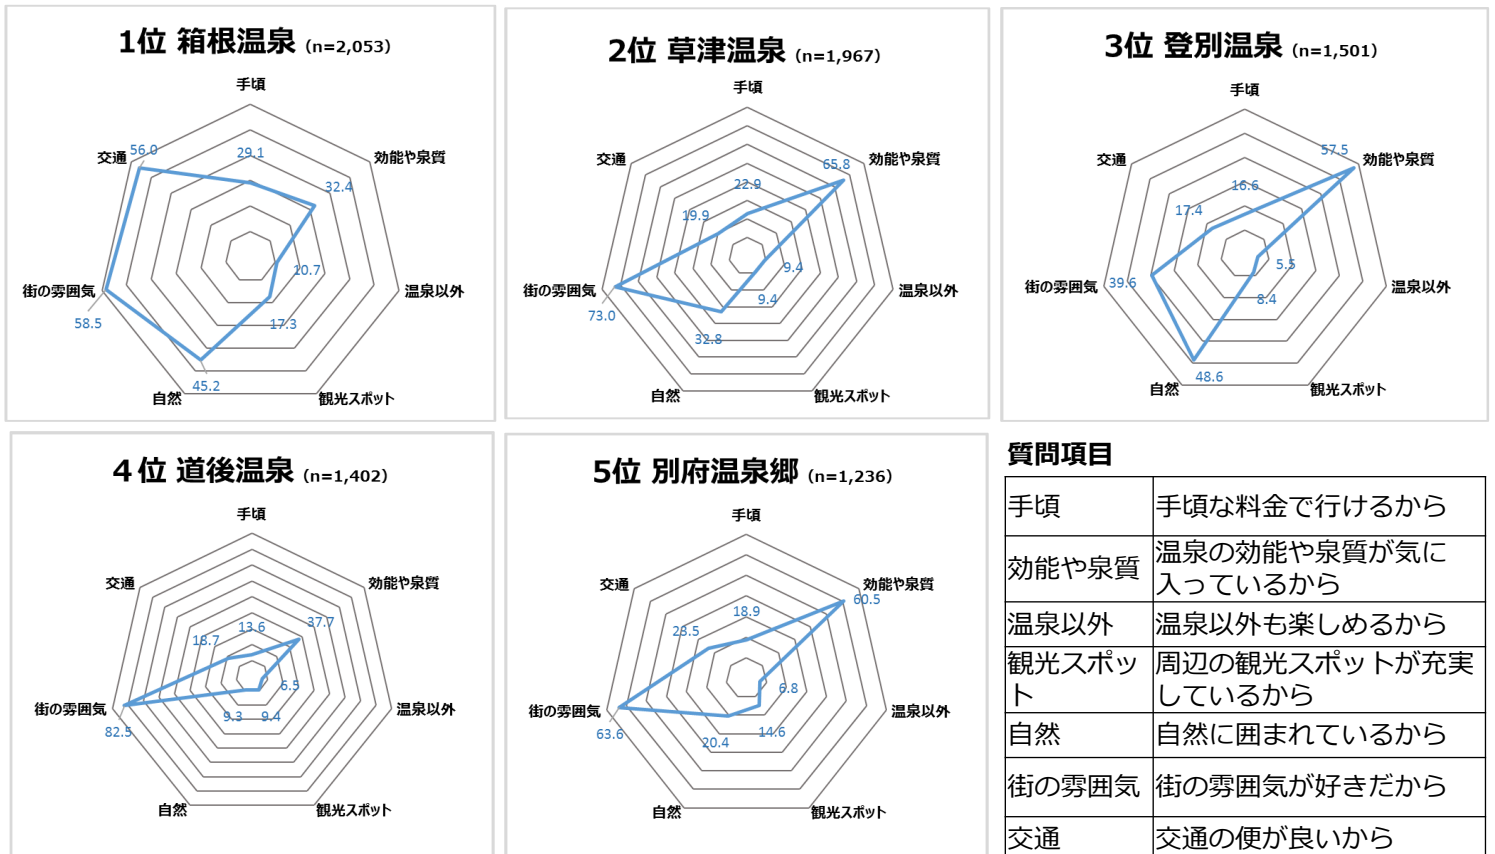 1位 箱根温泉 (n=2,053)
手頃
29.1
効能や泉質
32.4
温泉以外
10.7
観光スポット
17.3
自然
45.2
街の雰囲気
58.5
交通
56.0
2位 草津温泉 (n=1,967)
手頃
22.9
効能や泉質
65.8
温泉以外
9.4
観光スポット
9.4
自然
32.8
街の雰囲気
73.0
交通
19.9
3位 登別温泉 (n=1,501)
手頃
16.6
効能や泉質
57.5
温泉以外
5.5
観光スポット
8.4
自然
48.6
街の雰囲気
39.6
交通
17.4
4位 道後温泉 (n=1,402)
手頃
13.6
効能や泉質
37.7
温泉以外
6.5
観光スポット
9.4
自然
9.3
街の雰囲気
82.5
交通
18.7
5位 別府温泉郷 (n=1,236)
手頃
18.9
効能や泉質
60.5
温泉以外
6.8
観光スポット
14.6
自然
20.4
街の雰囲気
63.6
交通
23.5
質問項目
手頃 手頃な料金で行けるから
効能や泉質 温泉の効能や泉質が気に
入っているから
温泉以外 温泉以外も楽しめるから
観光スポッ
ト 周辺の観光スポットが充実
しているから
自然 自然に囲まれているから
街の雰囲気 街の雰囲気が好きだから
交通 交通の便が良いから